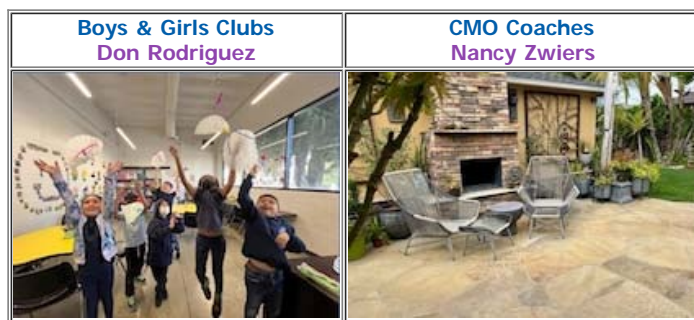 Boys & Girls Clubs
Don Rodriguez
CMO Coaches
Nancy Zwiers